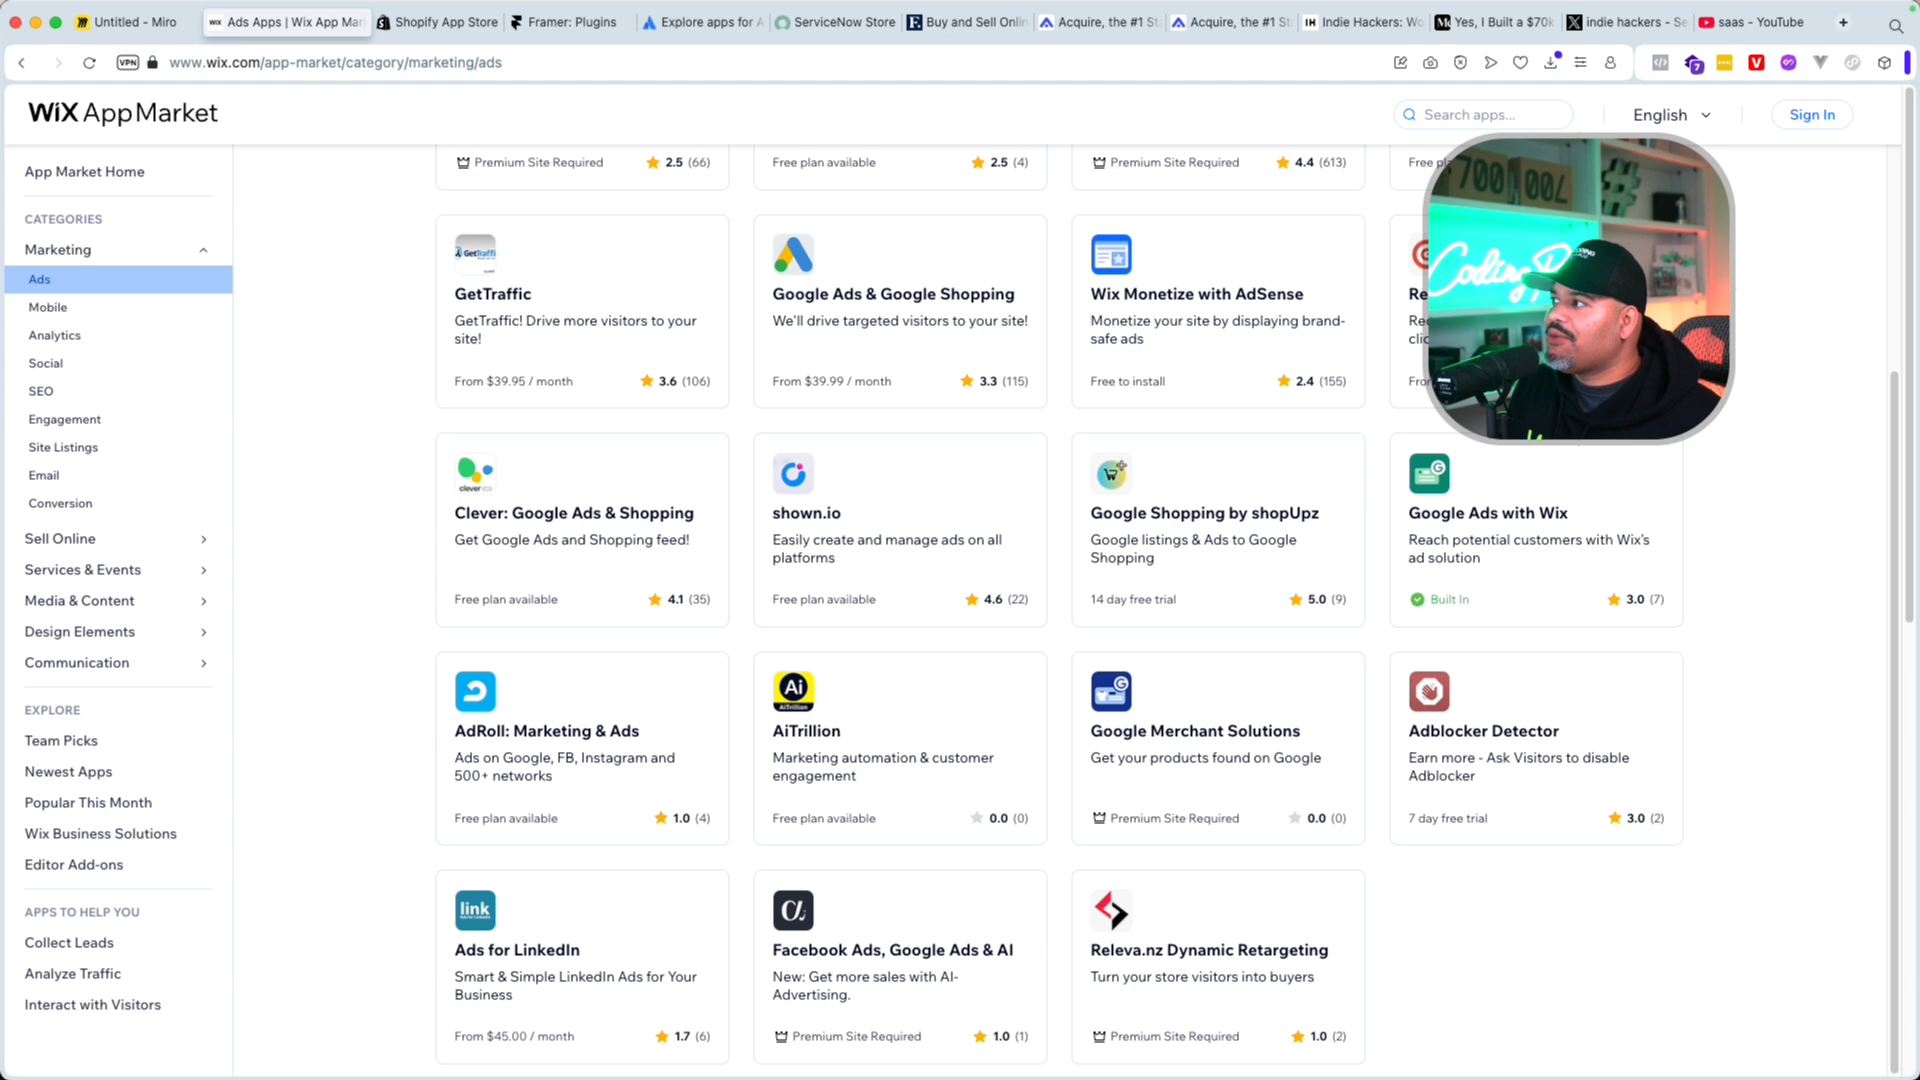 Untitled - Miro
WIX Ads Apps | Wix App Mar
Shopify App Store
Framer: Plugins
Explore apps for A
ServiceNow Store
Buy and Sell Onlin
Acquire, the #1 St
Acquire, the #1 St
IH Indie Hackers: Wo
Yes, I Built a $70k
indie hackers - Se
saas - YouTube
VPN
www.wix.com/app-market/category/marketing/ads
7
WiX App Market
Search apps...
English
Sign In
App Market Home
CATEGORIES
Marketing
Ads
Mobile
Analytics
Social
SEO
Engagement
Site Listings
Email
Conversion
Sell Online
Services & Events
Media & Content
Design Elements
Communication
EXPLORE
Team Picks
Newest Apps
Popular This Month
Wix Business Solutions
Editor Add-ons
APPS TO HELP YOU
Collect Leads
Analyze Traffic
Interact with Visitors
Premium Site Required 2.5 (66)
Free plan available 2.5 (4)
Premium Site Required 4.4 (613)
Free pl
GetTraffic
GetTraffic! Drive more visitors to your
site!
From $39.95 / month 3.6 (106)
Google Ads & Google Shopping
We'll drive targeted visitors to your site!
From $39.99 / month 3.3 (115)
Wix Monetize with AdSense
Monetize your site by displaying brand-
safe ads
Free to install 2.4 (155)
Re
Rec
clic
Fro
700
#
Coding P
clever
Clever: Google Ads & Shopping
Get Google Ads and Shopping feed!
Free plan available 4.1 (35)
shown.io
Easily create and manage ads on all
platforms
Free plan available 4.6 (22)
Google Shopping by shopUpz
Google listings & Ads to Google
Shopping
14 day free trial 5.0 (9)
Google Ads with Wix
Reach potential customers with Wix's
ad solution
Built In 3.0 (7)
AdRoll: Marketing & Ads
Ads on Google, FB, Instagram and
500+ networks
Free plan available 1.0 (4)
Ai
AiTrillion
AiTrillion
Marketing automation & customer
engagement
Free plan available 0.0 (0)
Google Merchant Solutions
Get your products found on Google
Premium Site Required 0.0 (0)
Adblocker Detector
Earn more - Ask Visitors to disable
Adblocker
7 day free trial 3.0 (2)
link
Ads for LinkedIn
Smart & Simple LinkedIn Ads for Your
Business
From $45.00 / month 1.7 (6)
Facebook Ads, Google Ads & AI
New: Get more sales with AI-
Advertising.
Premium Site Required 1.0 (1)
Releva.nz Dynamic Retargeting
Turn your store visitors into buyers
Premium Site Required 1.0 (2)